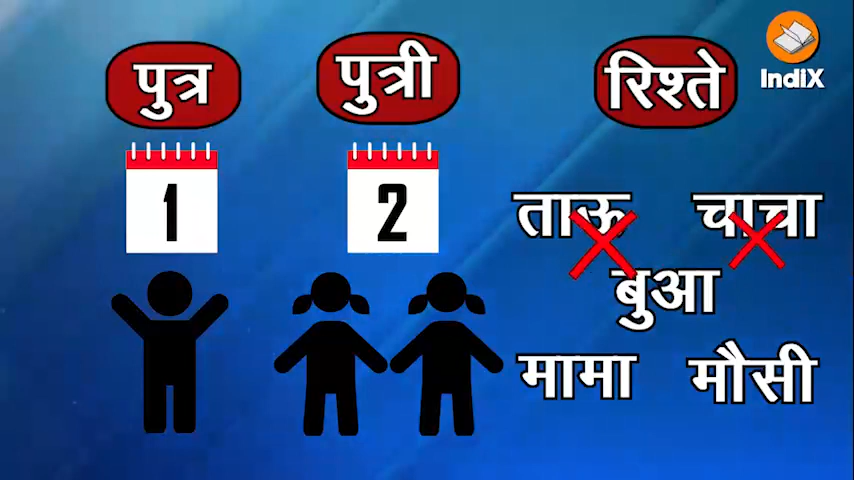 पुत्र पुत्री रिश्ते
IndiX
1 2
ताऊ चाचा
बुआ
मामा मौसी